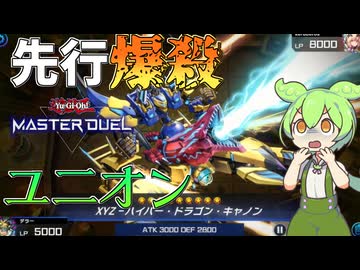 先行爆殺
LP 8000
Yu-Gi-Oh!
MASTER DUEL
ユニオン
XYZ-ハイパー・ドラゴン・キャノン
LP 5000
ATK 3000 DEF 2800